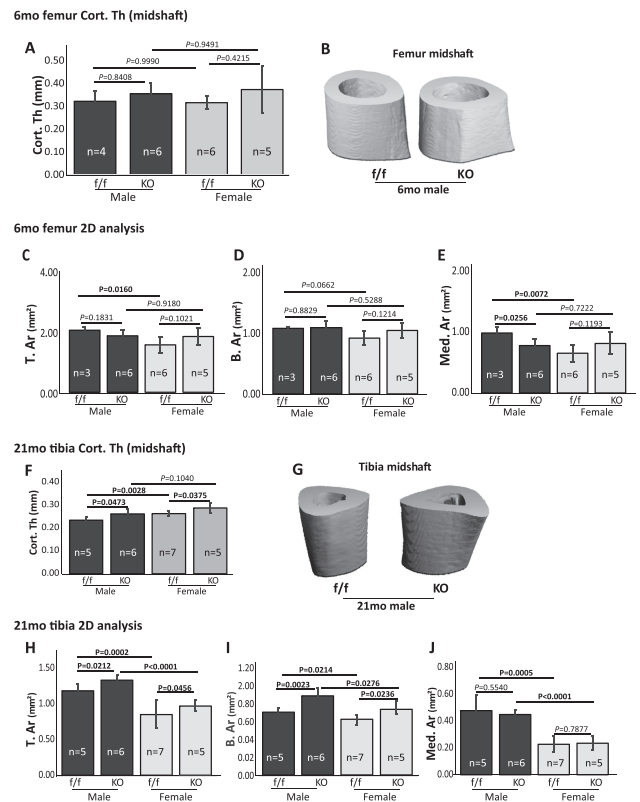 6mo femur Cort. Th (midshaft)
A
Cort. Th (mm)
0.50
0.40
0.30
0.20
0.10
0.00
P=0.9491
P=0.9990
P=0.4215
P=0.8408
n=4
n=6
n=6
n=5
f/f
KO
f/f
KO
Male
Female
B
Femur midshaft
f/f
KO
6mo male
6mo femur 2D analysis
C
T. Ar (mm²)
4.00
3.00
2.00
1.00
0.00
P=0.0160
P=0.9180
P=0.1831
P=0.1021
n=3
n=6
n=6
n=5
f/f
KO
f/f
KO
Male
Female
D
B. Ar (mm²)
2.00
1.00
0.00
P=0.0662
P=0.5288
P=0.8829
P=0.1214
n=3
n=6
n=6
n=5
f/f
KO
f/f
KO
Male
Female
E
Med. Ar (mm²)
2.00
1.00
0.00
P=0.0072
P=0.7222
P=0.0256
P=0.1193
n=3
n=6
n=6
n=5
f/f
KO
f/f
KO
Male
Female
21mo tibia Cort. Th (midshaft)
F
Cort. Th (mm)
0.40
0.30
0.20
0.10
0.00
P=0.1040
P=0.0028
P=0.0375
P=0.0473
n=5
n=6
n=7
n=5
f/f
KO
f/f
KO
Male
Female
G
Tibia midshaft
f/f
KO
21mo male
21mo tibia 2D analysis
H
T. Ar (mm²)
1.50
1.00
0.50
0.00
P=0.0002
P=0.0212
P<0.0001
P=0.0456
n=5
n=6
n=7
n=5
f/f
KO
f/f
KO
Male
Female
I
B. Ar (mm²)
1.20
2.00
0.80
0.06
0.04
0.02
0.00
P=0.0214
P=0.0023
P=0.0276
P=0.0236
n=5
n=6
n=7
n=5
f/f
KO
f/f
KO
Male
Female
J
Med. Ar (mm²)
0.80
0.60
0.40
0.20
0.00
P=0.0005
P=0.5540
P<0.0001
P=0.7877
n=5
n=6
n=7
n=5
f/f
KO
f/f
KO
Male
Female